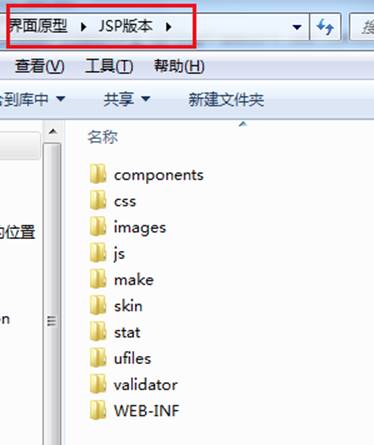 界面原型 ▸ JSP版本 ▸
查看(V) 工具(T) 帮助(H)
到库中 共享 新建文件夹
名称
components
css
images
js
的位置
make
skin
on
stat
ufiles
validator
WEB-INF